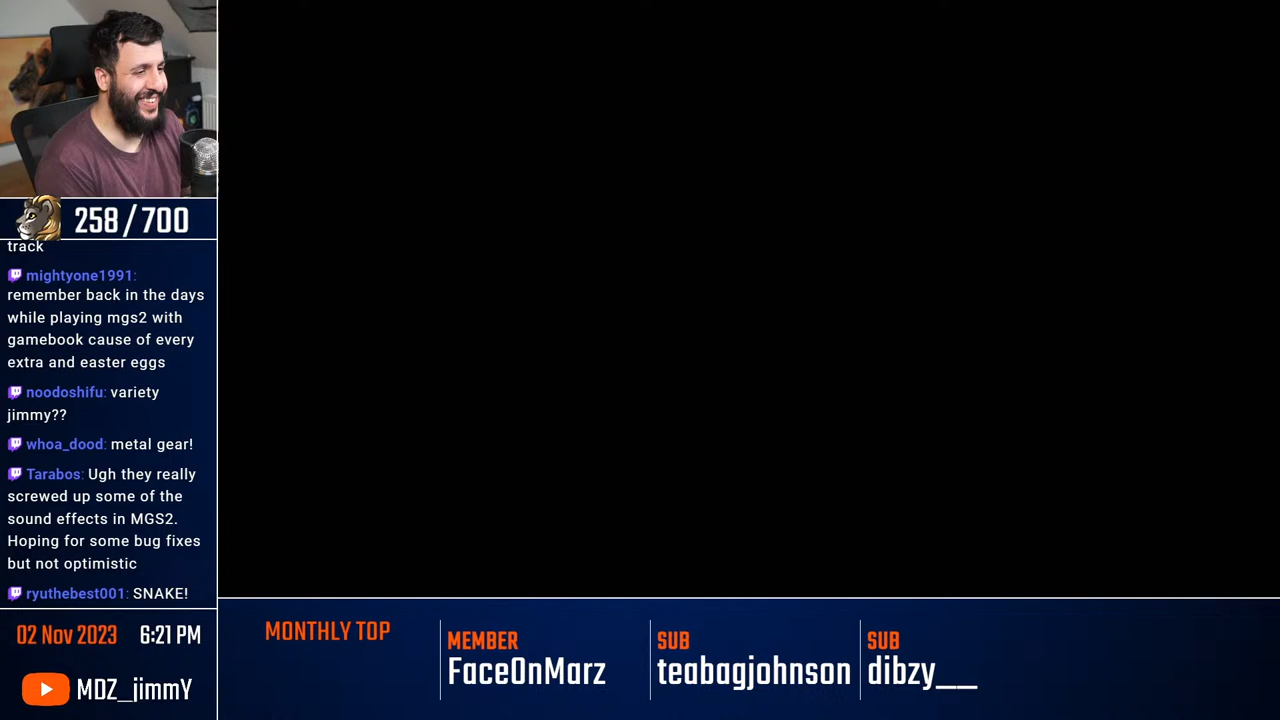 258 / 700
track
mightyone1991:
remember back in the days
while playing mgs2 with
gamebook cause of every
extra and easter eggs
noodoshifu: variety
jimmy??
whoa_dood: metal gear!
Tarabos: Ugh they really
screwed up some of the
sound effects in MGS2.
Hoping for some bug fixes
but not optimistic
ryuthebest001: SNAKE!
02 Nov 2023 6:21 PM
MDZ_jimmY
MONTHLY TOP
MEMBER
FaceOnMarz
SUB
teabagjohnson
SUB
dibzy__